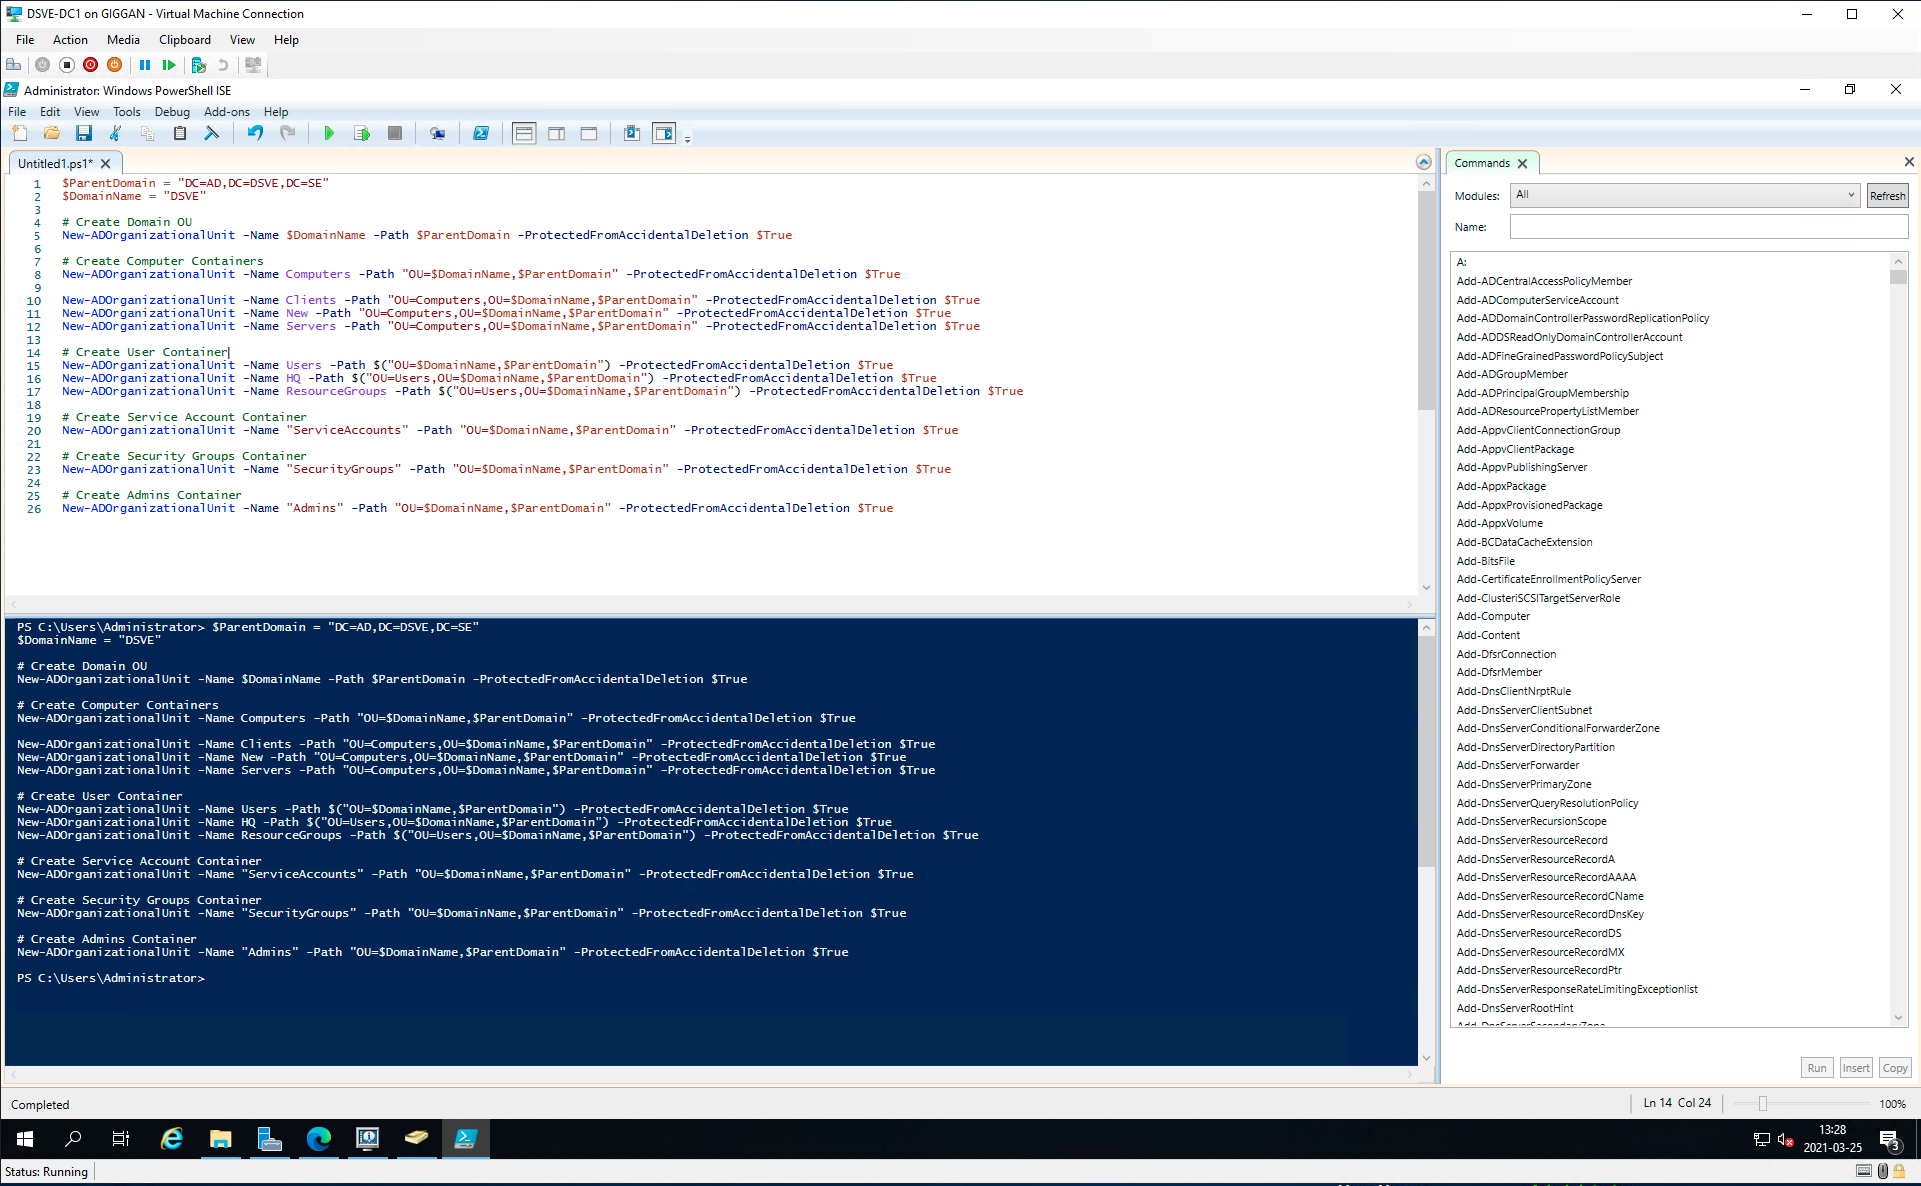 DSVE-DC1 on GIGGAN - Virtual Machine Connection
File Action Media Clipboard View Help
Administrator: Windows PowerShell ISE
File Edit View Tools Debug Add-ons Help
Untitled1.ps1*
1 $ParentDomain = "DC=AD,DC=DSVE,DC=SE"
2 $DomainName = "DSVE"
3
4 # Create Domain OU
5 New-ADOrganizationalUnit -Name $DomainName -Path $ParentDomain -ProtectedFromAccidentalDeletion $True
6
7 # Create Computer Containers
8 New-ADOrganizationalUnit -Name Computers -Path "OU=$DomainName,$ParentDomain" -ProtectedFromAccidentalDeletion $True
9
10 New-ADOrganizationalUnit -Name Clients -Path "OU=Computers,OU=$DomainName,$ParentDomain" -ProtectedFromAccidentalDeletion $True
11 New-ADOrganizationalUnit -Name New -Path "OU=Computers,OU=$DomainName,$ParentDomain" -ProtectedFromAccidentalDeletion $True
12 New-ADOrganizationalUnit -Name Servers -Path "OU=Computers,OU=$DomainName,$ParentDomain" -ProtectedFromAccidentalDeletion $True
13
14 # Create User Container
15 New-ADOrganizationalUnit -Name Users -Path $("OU=$DomainName,$ParentDomain") -ProtectedFromAccidentalDeletion $True
16 New-ADOrganizationalUnit -Name HQ -Path $("OU=Users,OU=$DomainName,$ParentDomain") -ProtectedFromAccidentalDeletion $True
17 New-ADOrganizationalUnit -Name ResourceGroups -Path $("OU=Users,OU=$DomainName,$ParentDomain") -ProtectedFromAccidentalDeletion $True
18
19 # Create Service Account Container
20 New-ADOrganizationalUnit -Name "ServiceAccounts" -Path "OU=$DomainName,$ParentDomain" -ProtectedFromAccidentalDeletion $True
21
22 # Create Security Groups Container
23 New-ADOrganizationalUnit -Name "SecurityGroups" -Path "OU=$DomainName,$ParentDomain" -ProtectedFromAccidentalDeletion $True
24
25 # Create Admins Container
26 New-ADOrganizationalUnit -Name "Admins" -Path "OU=$DomainName,$ParentDomain" -ProtectedFromAccidentalDeletion $True
PS C:\Users\Administrator> $ParentDomain = "DC=AD,DC=DSVE,DC=SE"
$DomainName = "DSVE"
# Create Domain OU
New-ADOrganizationalUnit -Name $DomainName -Path $ParentDomain -ProtectedFromAccidentalDeletion $True
# Create Computer Containers
New-ADOrganizationalUnit -Name Computers -Path "OU=$DomainName,$ParentDomain" -ProtectedFromAccidentalDeletion $True
New-ADOrganizationalUnit -Name Clients -Path "OU=Computers,OU=$DomainName,$ParentDomain" -ProtectedFromAccidentalDeletion $True
New-ADOrganizationalUnit -Name New -Path "OU=Computers,OU=$DomainName,$ParentDomain" -ProtectedFromAccidentalDeletion $True
New-ADOrganizationalUnit -Name Servers -Path "OU=Computers,OU=$DomainName,$ParentDomain" -ProtectedFromAccidentalDeletion $True
# Create User Container
New-ADOrganizationalUnit -Name Users -Path $("OU=$DomainName,$ParentDomain") -ProtectedFromAccidentalDeletion $True
New-ADOrganizationalUnit -Name HQ -Path $("OU=Users,OU=$DomainName,$ParentDomain") -ProtectedFromAccidentalDeletion $True
New-ADOrganizationalUnit -Name ResourceGroups -Path $("OU=Users,OU=$DomainName,$ParentDomain") -ProtectedFromAccidentalDeletion $True
# Create Service Account Container
New-ADOrganizationalUnit -Name "ServiceAccounts" -Path "OU=$DomainName,$ParentDomain" -ProtectedFromAccidentalDeletion $True
# Create Security Groups Container
New-ADOrganizationalUnit -Name "SecurityGroups" -Path "OU=$DomainName,$ParentDomain" -ProtectedFromAccidentalDeletion $True
# Create Admins Container
New-ADOrganizationalUnit -Name "Admins" -Path "OU=$DomainName,$ParentDomain" -ProtectedFromAccidentalDeletion $True
PS C:\Users\Administrator>
Commands
Modules: All Refresh
Name:
A:
Add-ADCentralAccessPolicyMember
Add-ADComputerServiceAccount
Add-ADDomainControllerPasswordReplicationPolicy
Add-ADDSReadOnlyDomainControllerAccount
Add-ADFineGrainedPasswordPolicySubject
Add-ADGroupMember
Add-ADPrincipalGroupMembership
Add-ADResourcePropertyListMember
Add-AppvClientConnectionGroup
Add-AppvClientPackage
Add-AppvPublishingServer
Add-AppxPackage
Add-AppxProvisionedPackage
Add-AppxVolume
Add-BCDataCacheExtension
Add-BitsFile
Add-CertificateEnrollmentPolicyServer
Add-ClusteriSCSITargetServerRole
Add-Computer
Add-Content
Add-DfsrConnection
Add-DfsrMember
Add-DnsClientNrptRule
Add-DnsServerClientSubnet
Add-DnsServerConditionalForwarderZone
Add-DnsServerDirectoryPartition
Add-DnsServerForwarder
Add-DnsServerPrimaryZone
Add-DnsServerQueryResolutionPolicy
Add-DnsServerRecursionScope
Add-DnsServerResourceRecord
Add-DnsServerResourceRecordA
Add-DnsServerResourceRecordAAAA
Add-DnsServerResourceRecordCName
Add-DnsServerResourceRecordDnsKey
Add-DnsServerResourceRecordDS
Add-DnsServerResourceRecordMX
Add-DnsServerResourceRecordPtr
Add-DnsServerResponseRateLimitingExceptionlist
Add-DnsServerRootHint
Add-DnsServerSecondaryZone
Run Insert Copy
Completed
Ln 14 Col 24
100%
13:28
2021-03-25
3
Status: Running